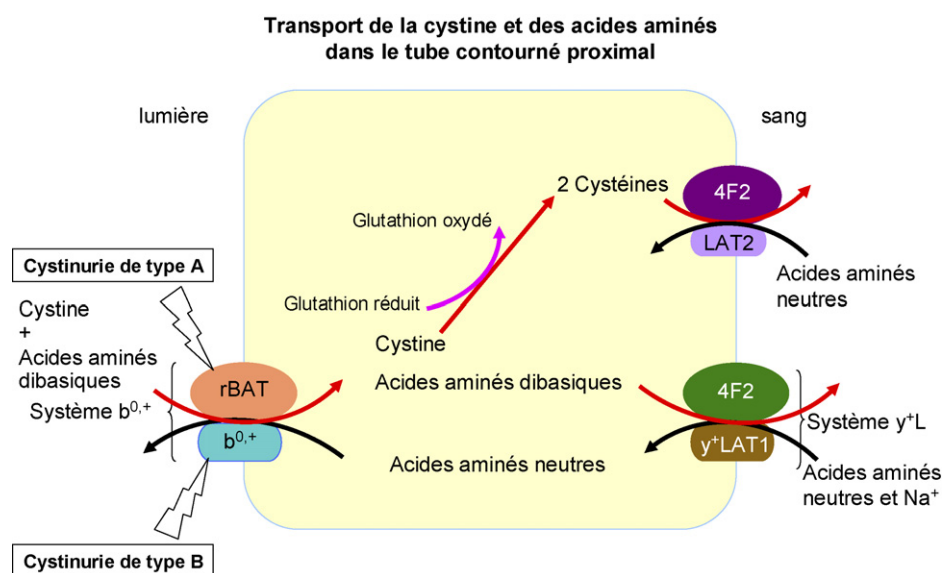 Transport de la cystine et des acides aminés
dans le tube contourné proximal
lumière
sang
2 Cystéines
4F2
LAT2
Glutathion oxydé
Acides aminés
neutres
Cystinurie de type A
Glutathion réduit
Cystine
+
Acides aminés
dibasiques
Cystine
Système b⁰,⁺
rBAT
b⁰,⁺
Acides aminés dibasiques
4F2
y⁺LAT1
Système y⁺L
Acides aminés neutres
Acides aminés
neutres et Na⁺
Cystinurie de type B